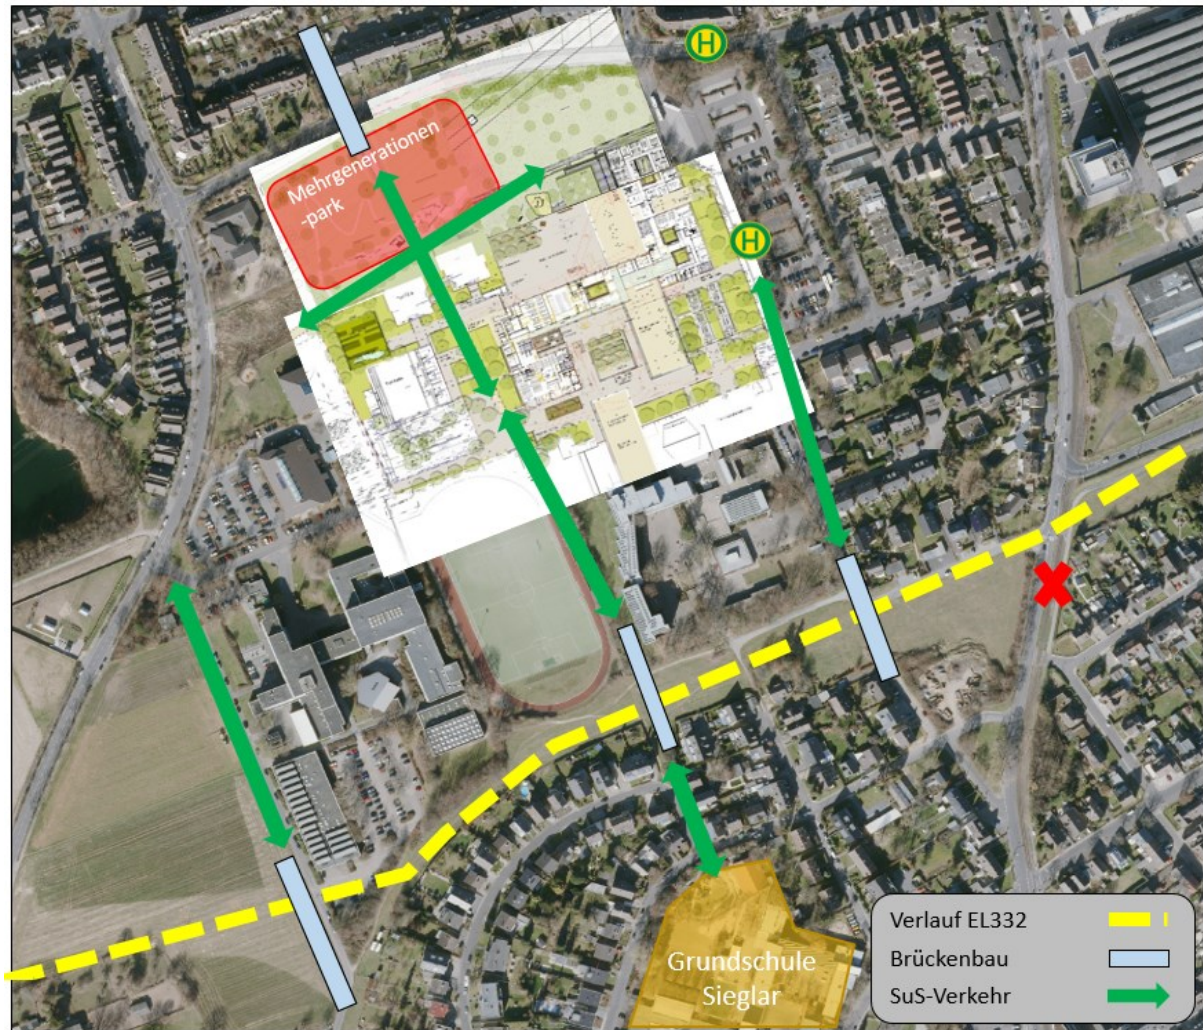 H
Mehrgenerationen
-park
H
Grundschule
Sieglar
Verlauf EL332
Brückenbau
SuS-Verkehr